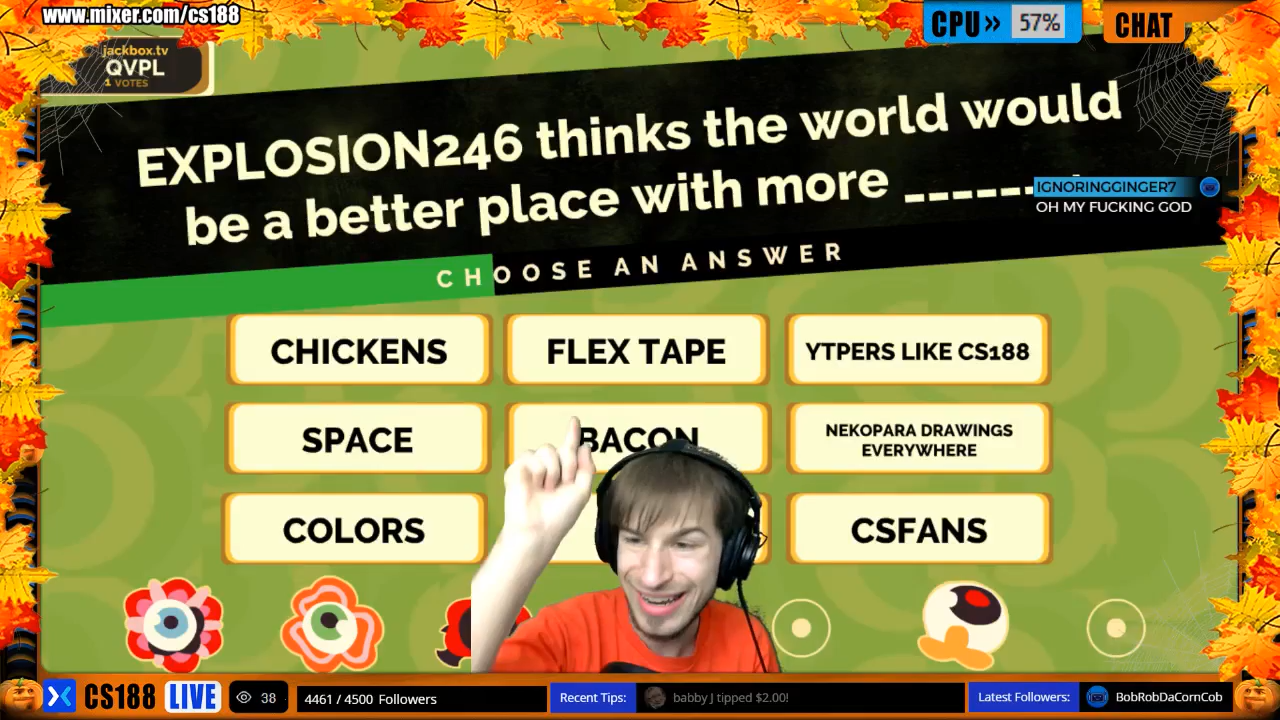 www.mixer.com/cs188
CPU»
57%
CHAT
jackbox.tv
QVPL
1 VOTES
EXPLOSION246 thinks the world would
be a better place with more ______
IGNORINGGINGER7
OH MY FUCKING GOD
CHOOSE AN ANSWER
CHICKENS
FLEX TAPE
YTPERS LIKE CS188
SPACE
BACON
NEKOPARA DRAWINGS
EVERYWHERE
COLORS
CSFANS
CS188 LIVE
38
4461 / 4500 Followers
Recent Tips:
babby J tipped $2.00!
Latest Followers:
BobRobDaCornCob